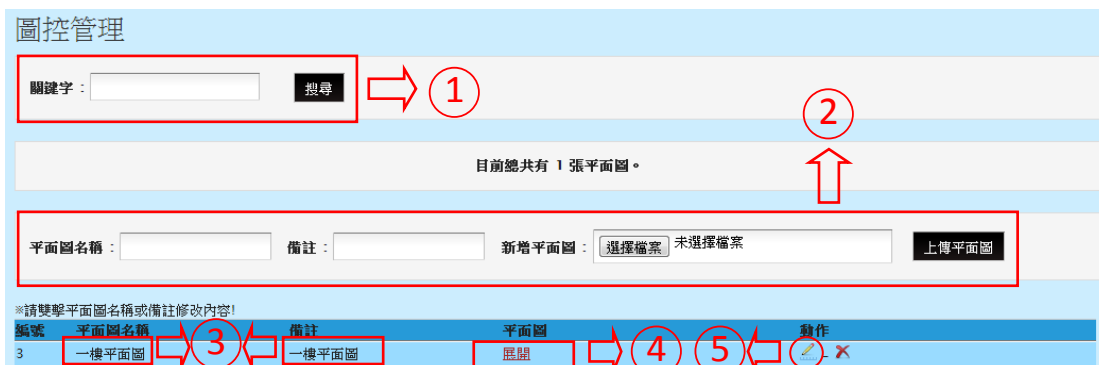 圖控管理
關鍵字： 搜尋 1
2
目前總共有 1 張平面圖。
平面圖名稱： 備註： 新增平面圖： 選擇檔案 未選擇檔案 上傳平面圖
※請雙擊平面圖名稱或備註修改內容!
編號 平面圖名稱 備註 平面圖 動作
3 一樓平面圖 3 一樓平面圖 展開 4 5 -